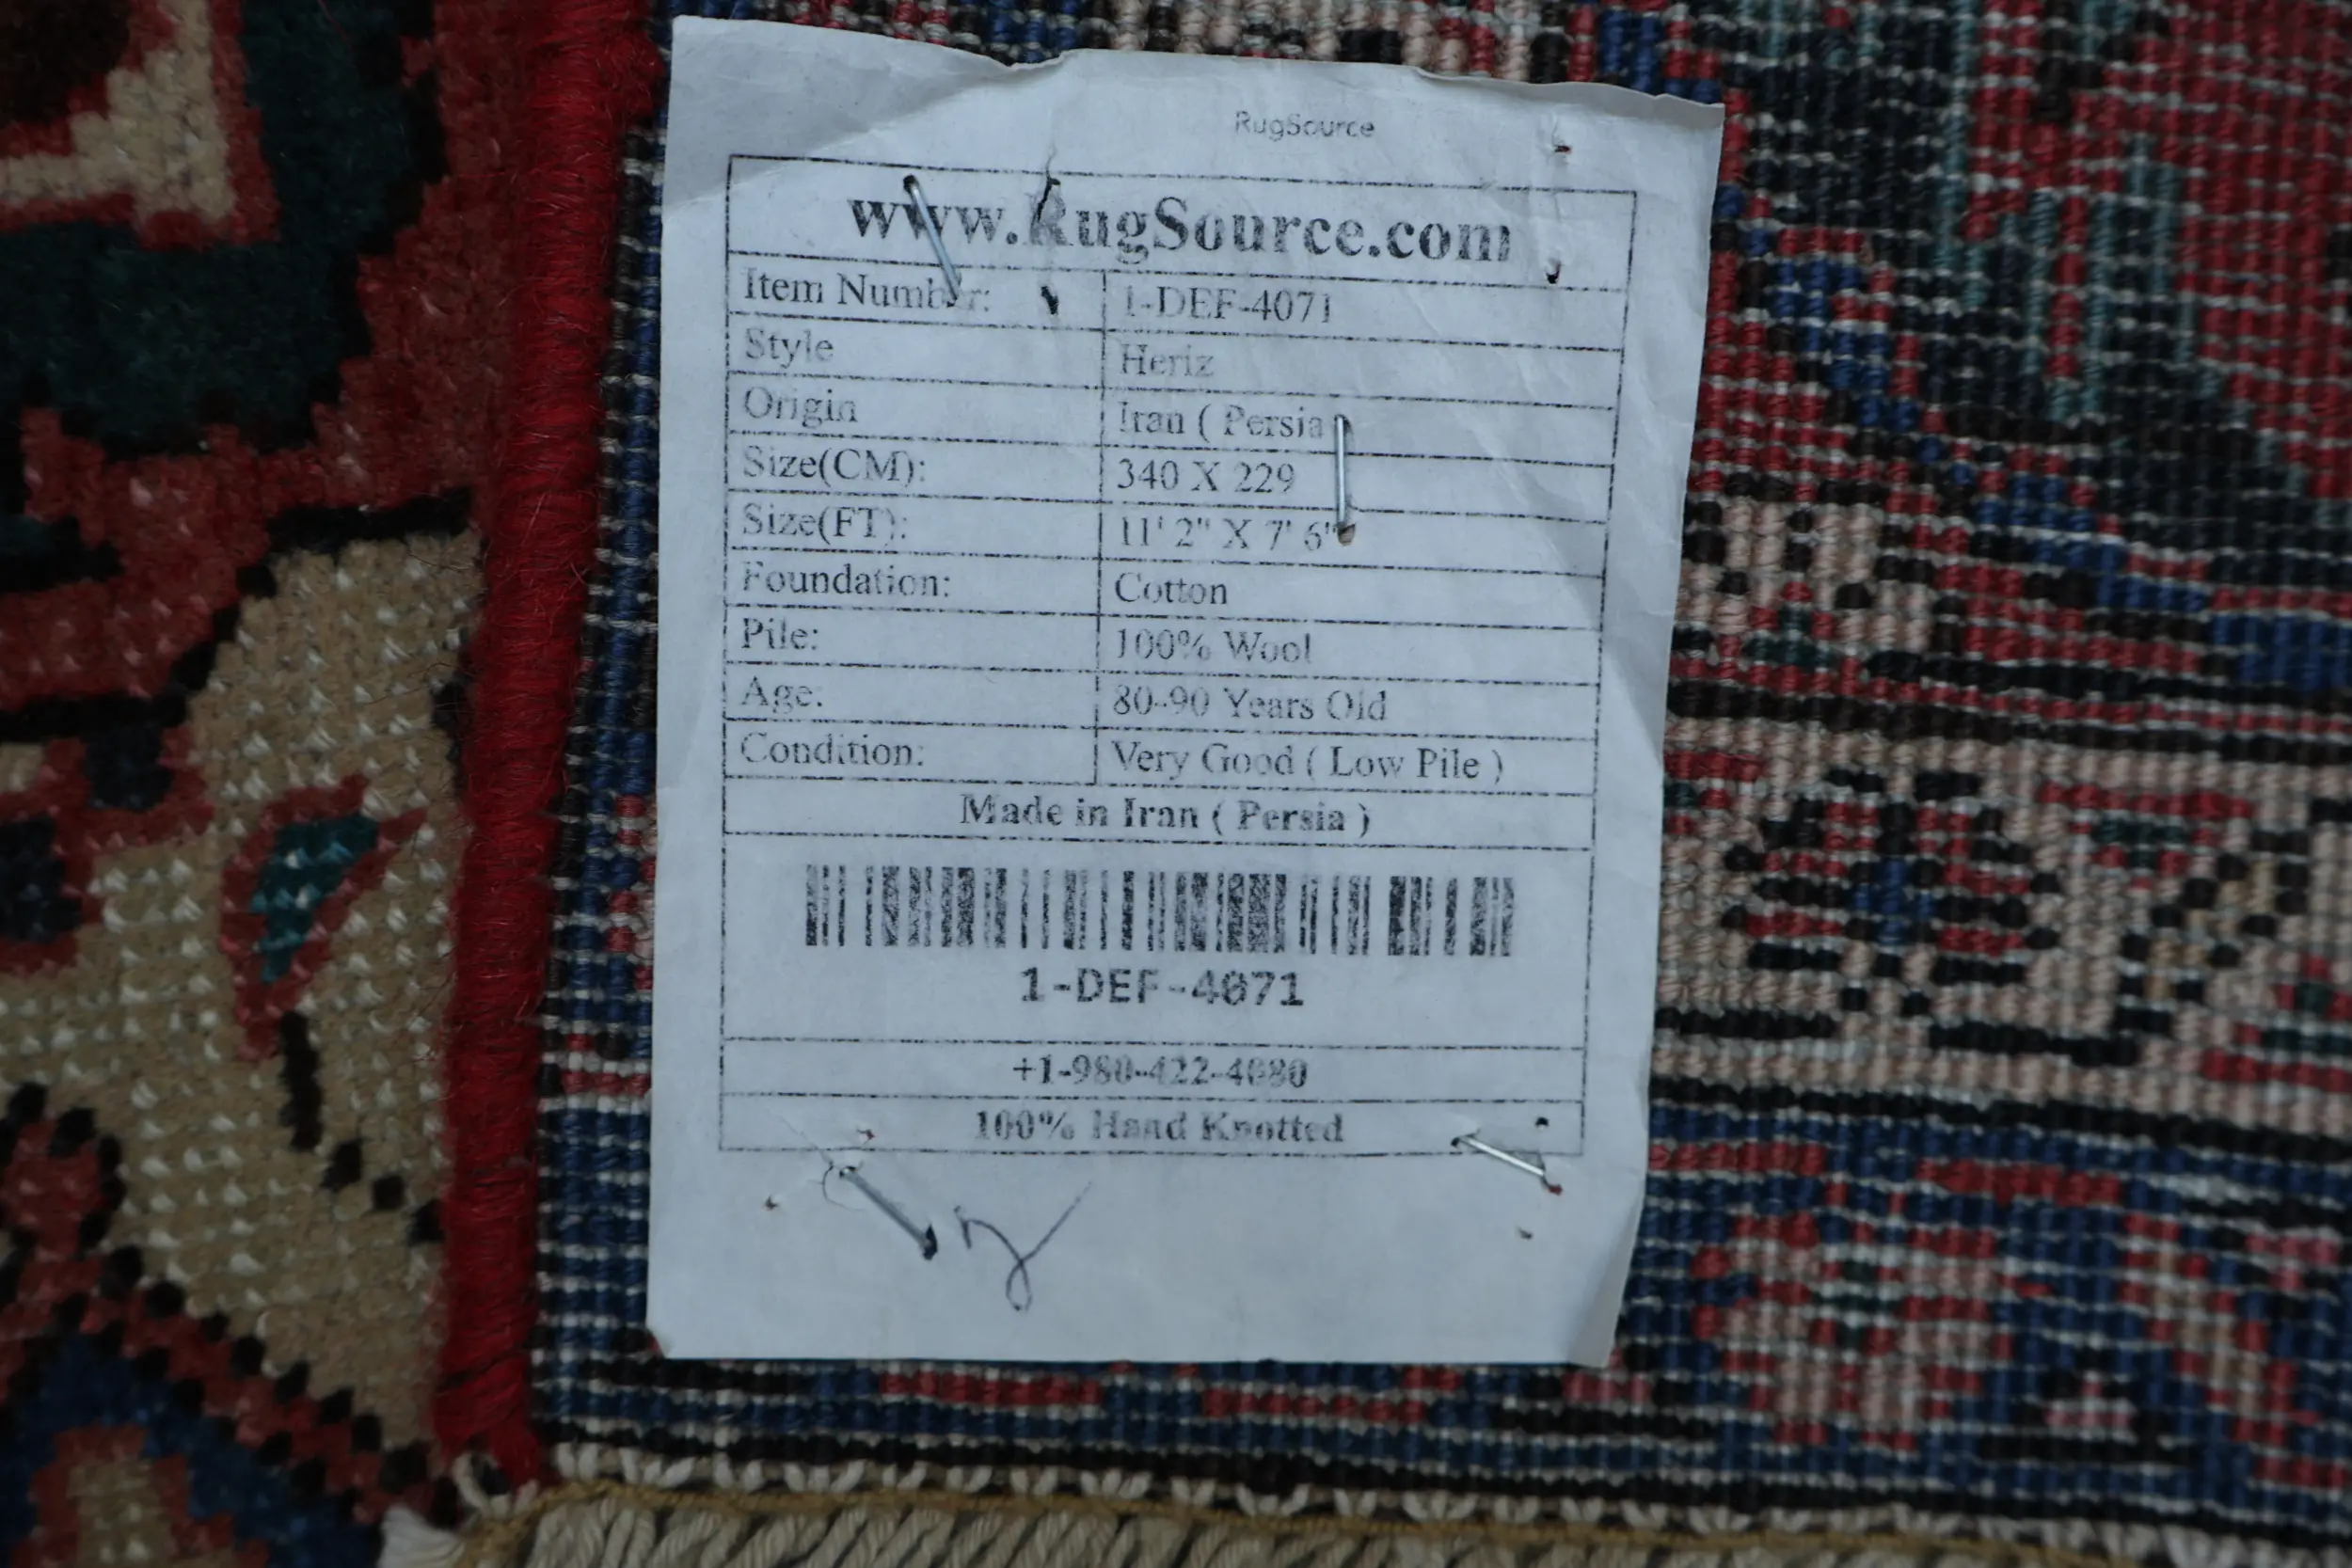 RugSource
www.RugSource.com
Item Number: 1-DEF-4071
Style Heriz
Origin Iran ( Persia
Size(CM): 340 X 229
Size(FT): 11' 2" X 7' 6"
Foundation: Cotton
Pile: 100% Wool
Age: 80-90 Years Old
Condition: Very Good ( Low Pile )
Made in Iran ( Persia )
1-DEF-4071
+1-980-422-4080
100% Hand Knotted